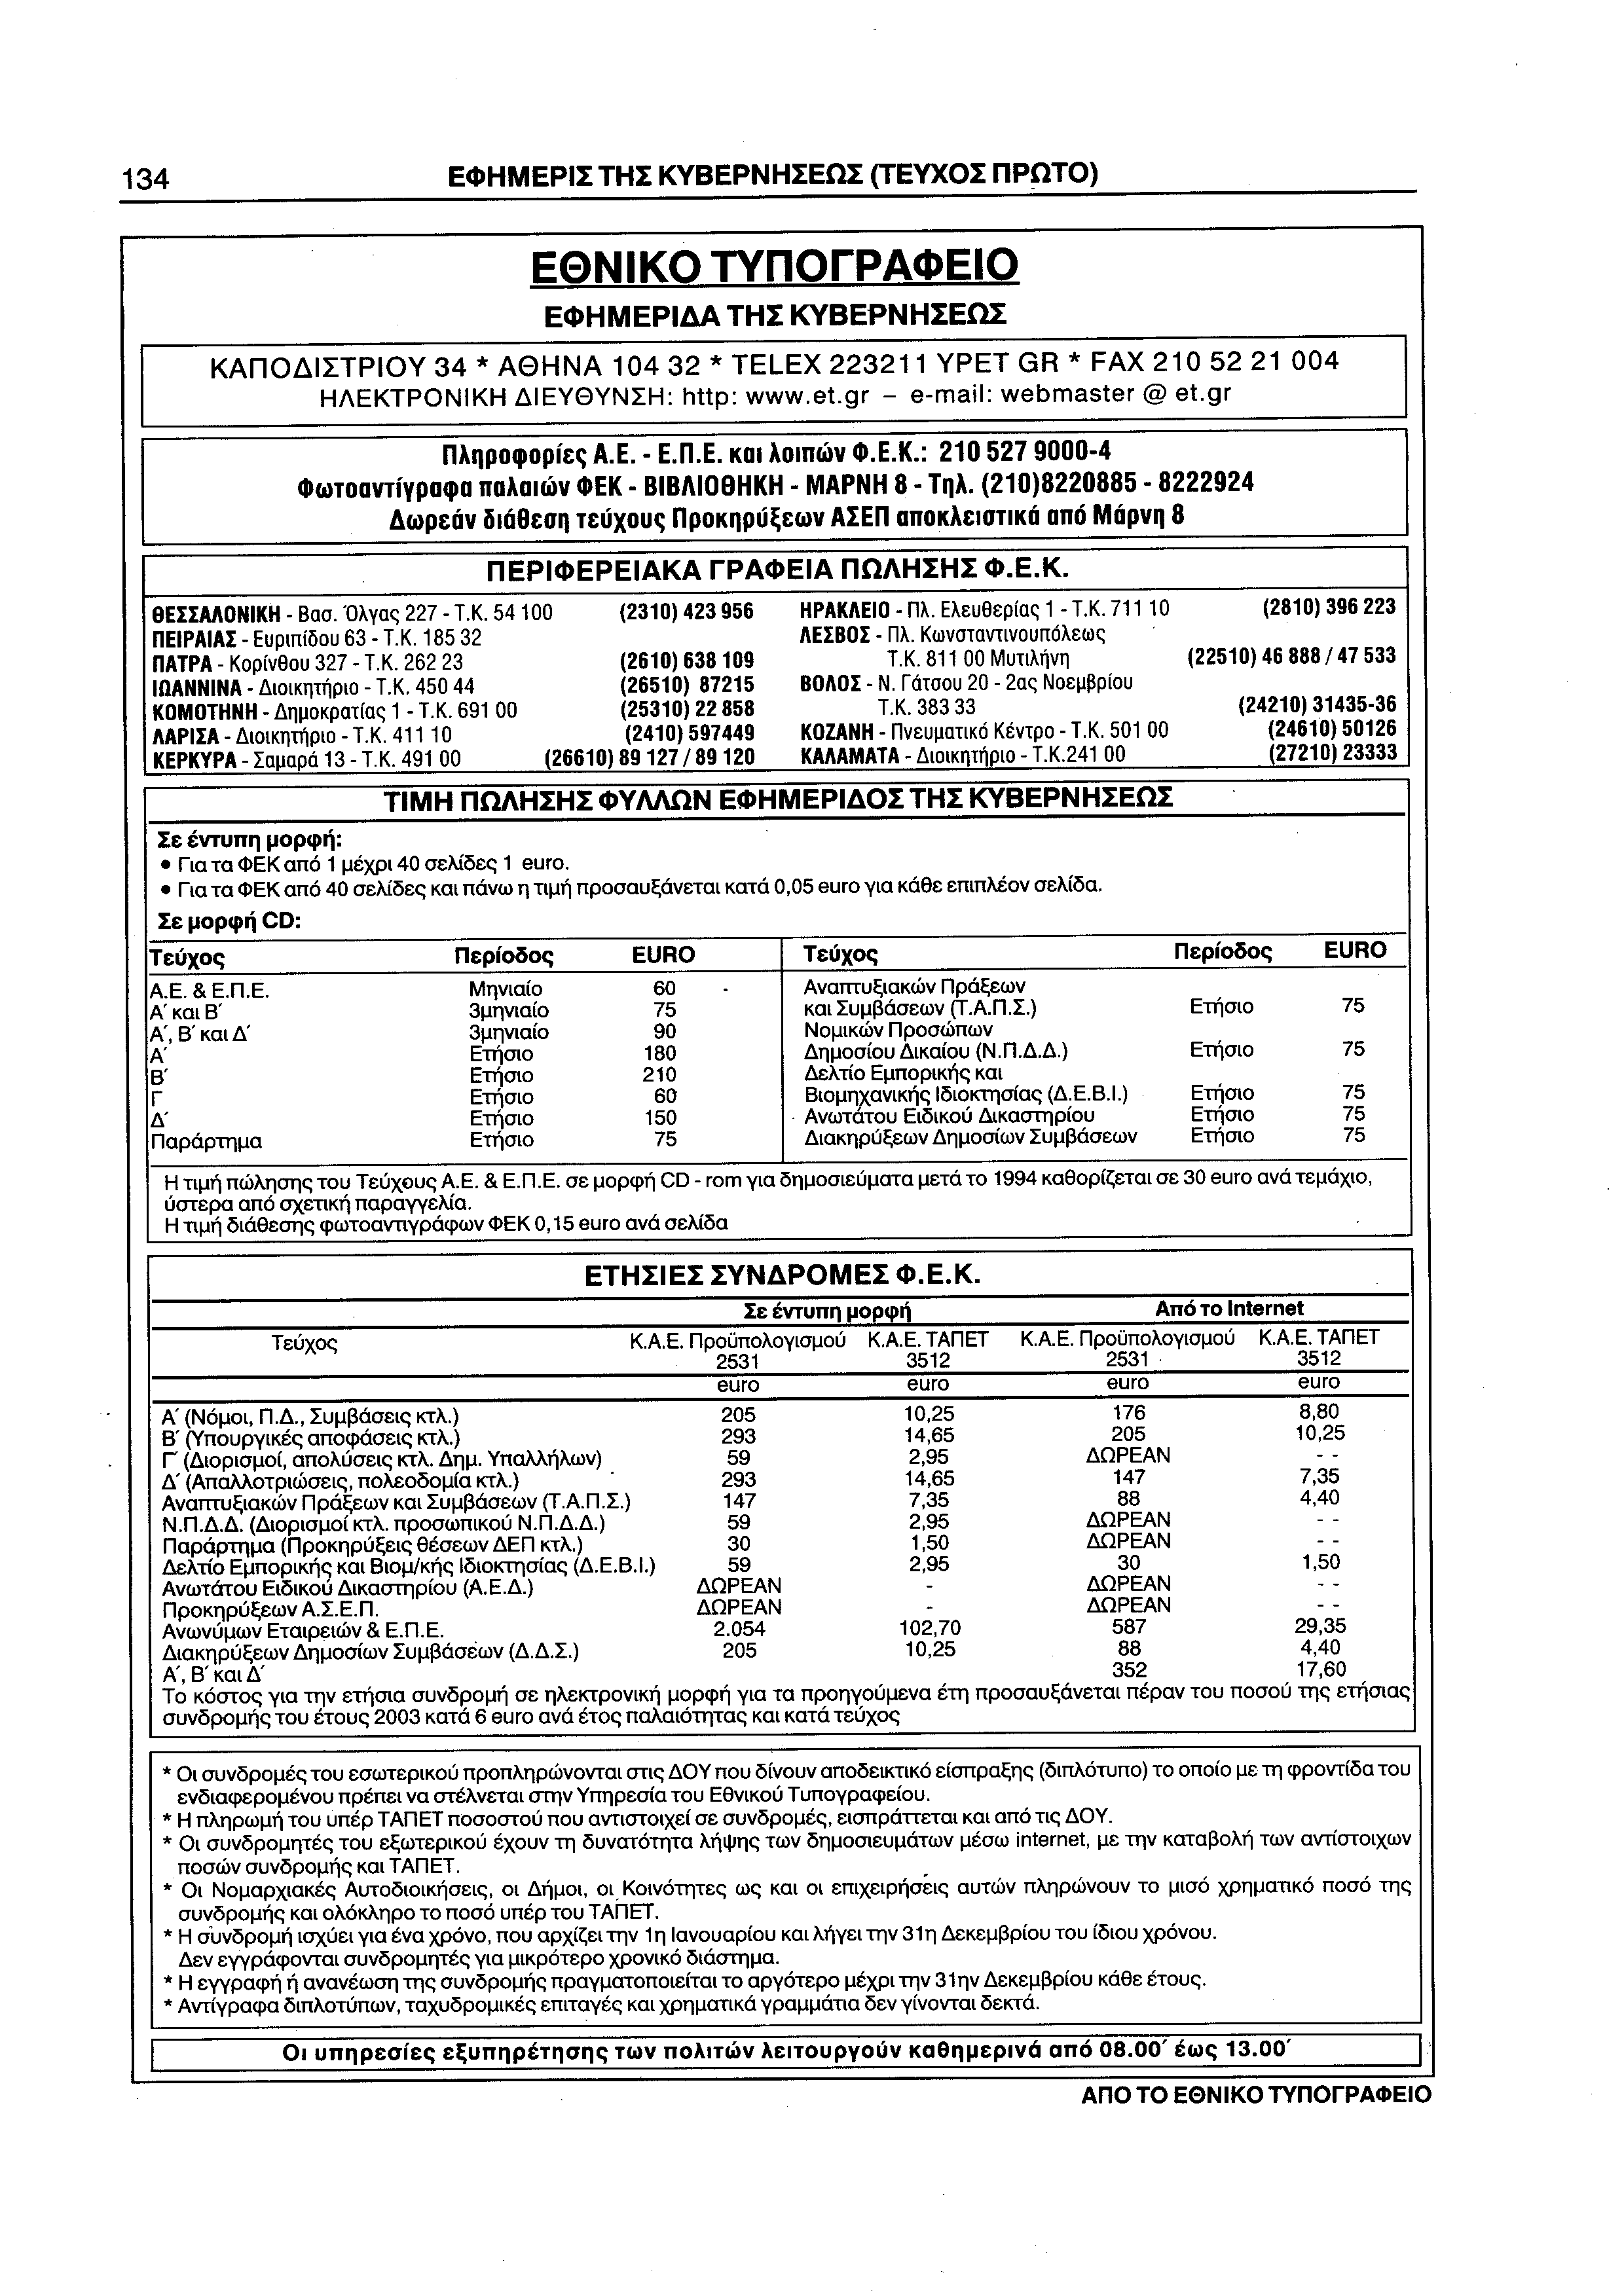 134
ΕΦΗΜΕΡΙΣ ΤΗΣ ΚΥΒΕΡΝΗΣΕΩΣ (ΤΕΥΧΟΣ ΠΡΩΤΟ)
ΕΘΝΙΚΟ ΤΥΠΟΓΡΑΦΕΙΟ
ΕΦΗΜΕΡΙΔΑ ΤΗΣ ΚΥΒΕΡΝΗΣΕΩΣ
ΚΑΠΟΔΙΣΤΡΙΟΥ 34 * ΑΘΗΝΑ 104 32 * TELEX 223211 YPET GR * FAX 210 52 21 004
ΗΛΕΚΤΡΟΝΙΚΗ ΔΙΕΥΘΥΝΣΗ: http: www.et.gr – e-mail: webmaster @ et.gr
Πληροφορίες Α.Ε. - Ε.Π.Ε. και λοιπών Φ.Ε.Κ.: 210 527 9000-4
Φωτοαντίγραφα παλαιών ΦΕΚ - ΒΙΒΛΙΟΘΗΚΗ - ΜΑΡΝΗ 8 - Τηλ. (210)8220885 - 8222924
Δωρεάν διάθεση τεύχους Προκηρύξεων ΑΣΕΠ αποκλειστικά από Μάρνη 8
ΠΕΡΙΦΕΡΕΙΑΚΑ ΓΡΑΦΕΙΑ ΠΩΛΗΣΗΣ Φ.Ε.Κ.
ΘΕΣΣΑΛΟΝΙΚΗ - Βασ. Όλγας 227 - Τ.Κ. 54 100 (2310) 423 956
ΠΕΙΡΑΙΑΣ - Ευριπίδου 63 - Τ.Κ. 185 32
ΠΑΤΡΑ - Κορίνθου 327 - Τ.Κ. 262 23 (2610) 638 109
ΙΩΑΝΝΙΝΑ - Διοικητήριο - Τ.Κ. 450 44 (26510) 87215
ΚΟΜΟΤΗΝΗ - Δημοκρατίας 1 - Τ.Κ. 691 00 (25310) 22 858
ΛΑΡΙΣΑ - Διοικητήριο - Τ.Κ. 411 10 (2410) 597449
ΚΕΡΚΥΡΑ - Σαμαρά 13 - Τ.Κ. 491 00 (26610) 89 127 / 89 120
ΗΡΑΚΛΕΙΟ - Πλ. Ελευθερίας 1 - Τ.Κ. 711 10 (2810) 396 223
ΛΕΣΒΟΣ - Πλ. Κωνσταντινουπόλεως
Τ.Κ. 811 00 Μυτιλήνη (22510) 46 888 / 47 533
ΒΟΛΟΣ - Ν. Γάτσου 20 - 2ας Νοεμβρίου
Τ.Κ. 383 33 (24210) 31435-36
ΚΟΖΑΝΗ - Πνευματικό Κέντρο - Τ.Κ. 501 00 (24610) 50126
ΚΑΛΑΜΑΤΑ - Διοικητήριο - Τ.Κ.241 00 (27210) 23333
ΤΙΜΗ ΠΩΛΗΣΗΣ ΦΥΛΛΩΝ ΕΦΗΜΕΡΙΔΟΣ ΤΗΣ ΚΥΒΕΡΝΗΣΕΩΣ
Σε έντυπη μορφή:
• Για τα ΦΕΚ από 1 μέχρι 40 σελίδες 1 euro.
• Για τα ΦΕΚ από 40 σελίδες και πάνω η τιμή προσαυξάνεται κατά 0,05 euro για κάθε επιπλέον σελίδα.
Σε μορφή CD:
Τεύχος Περίοδος EURO
Α.Ε. & Ε.Π.Ε. Μηνιαίο 60
Α΄ και Β΄ 3μηνιαίο 75
Α΄, Β΄ και Δ΄ 3μηνιαίο 90
Α΄ Ετήσιο 180
Β΄ Ετήσιο 210
Γ Ετήσιο 60
Δ΄ Ετήσιο 150
Παράρτημα Ετήσιο 75
Τεύχος Περίοδος EURO
Αναπτυξιακών Πράξεων
και Συμβάσεων (Τ.Α.Π.Σ.) Ετήσιο 75
Νομικών Προσώπων
Δημοσίου Δικαίου (Ν.Π.Δ.Δ.) Ετήσιο 75
Δελτίο Εμπορικής και
Βιομηχανικής Ιδιοκτησίας (Δ.Ε.Β.Ι.) Ετήσιο 75
Ανωτάτου Ειδικού Δικαστηρίου Ετήσιο 75
Διακηρύξεων Δημοσίων Συμβάσεων Ετήσιο 75
Η τιμή πώλησης του Τεύχους Α.Ε. & Ε.Π.Ε. σε μορφή CD - rom για δημοσιεύματα μετά το 1994 καθορίζεται σε 30 euro ανά τεμάχιο,
ύστερα από σχετική παραγγελία.
Η τιμή διάθεσης φωτοαντιγράφων ΦΕΚ 0,15 euro ανά σελίδα
ΕΤΗΣΙΕΣ ΣΥΝΔΡΟΜΕΣ Φ.Ε.Κ.
Σε έντυπη μορφή Από το Internet
Τεύχος Κ.Α.Ε. Προϋπολογισμού Κ.Α.Ε. ΤΑΠΕΤ Κ.Α.Ε. Προϋπολογισμού Κ.Α.Ε. ΤΑΠΕΤ
2531 3512 2531 3512
euro euro euro euro
Α΄ (Νόμοι, Π.Δ., Συμβάσεις κτλ.) 205 10,25 176 8,80
Β΄ (Υπουργικές αποφάσεις κτλ.) 293 14,65 205 10,25
Γ΄ (Διορισμοί, απολύσεις κτλ. Δημ. Υπαλλήλων) 59 2,95 ΔΩΡΕΑΝ - -
Δ΄ (Απαλλοτριώσεις, πολεοδομία κτλ.) 293 14,65 147 7,35
Αναπτυξιακών Πράξεων και Συμβάσεων (Τ.Α.Π.Σ.) 147 7,35 88 4,40
Ν.Π.Δ.Δ. (Διορισμοί κτλ. προσωπικού Ν.Π.Δ.Δ.) 59 2,95 ΔΩΡΕΑΝ - -
Παράρτημα (Προκηρύξεις θέσεων ΔΕΠ κτλ.) 30 1,50 ΔΩΡΕΑΝ - -
Δελτίο Εμπορικής και Βιομ/κής Ιδιοκτησίας (Δ.Ε.Β.Ι.) 59 2,95 30 1,50
Ανωτάτου Ειδικού Δικαστηρίου (Α.Ε.Δ.) ΔΩΡΕΑΝ - ΔΩΡΕΑΝ - -
Προκηρύξεων Α.Σ.Ε.Π. ΔΩΡΕΑΝ - ΔΩΡΕΑΝ - -
Ανωνύμων Εταιρειών & Ε.Π.Ε. 2.054 102,70 587 29,35
Διακηρύξεων Δημοσίων Συμβάσεων (Δ.Δ.Σ.) 205 10,25 88 4,40
Α΄, Β΄ και Δ΄ 352 17,60
Το κόστος για την ετήσια συνδρομή σε ηλεκτρονική μορφή για τα προηγούμενα έτη προσαυξάνεται πέραν του ποσού της ετήσιας
συνδρομής του έτους 2003 κατά 6 euro ανά έτος παλαιότητας και κατά τεύχος
* Οι συνδρομές του εσωτερικού προπληρώνονται στις ΔΟΥ που δίνουν αποδεικτικό είσπραξης (διπλότυπο) το οποίο με τη φροντίδα του
ενδιαφερομένου πρέπει να στέλνεται στην Υπηρεσία του Εθνικού Τυπογραφείου.
* Η πληρωμή του υπέρ ΤΑΠΕΤ ποσοστού που αντιστοιχεί σε συνδρομές, εισπράττεται και από τις ΔΟΥ.
* Οι συνδρομητές του εξωτερικού έχουν τη δυνατότητα λήψης των δημοσιευμάτων μέσω internet, με την καταβολή των αντίστοιχων
ποσών συνδρομής και ΤΑΠΕΤ.
* Οι Νομαρχιακές Αυτοδιοικήσεις, οι Δήμοι, οι Κοινότητες ως και οι επιχειρήσεις αυτών πληρώνουν το μισό χρηματικό ποσό της
συνδρομής και ολόκληρο το ποσό υπέρ του ΤΑΠΕΤ.
* Η συνδρομή ισχύει για ένα χρόνο, που αρχίζει την 1η Ιανουαρίου και λήγει την 31η Δεκεμβρίου του ίδιου χρόνου.
Δεν εγγράφονται συνδρομητές για μικρότερο χρονικό διάστημα.
* Η εγγραφή ή ανανέωση της συνδρομής πραγματοποιείται το αργότερο μέχρι την 31ην Δεκεμβρίου κάθε έτους.
* Αντίγραφα διπλοτύπων, ταχυδρομικές επιταγές και χρηματικά γραμμάτια δεν γίνονται δεκτά.
Οι υπηρεσίες εξυπηρέτησης των πολιτών λειτουργούν καθημερινά από 08.00΄ έως 13.00΄
ΑΠΟ ΤΟ ΕΘΝΙΚΟ ΤΥΠΟΓΡΑΦΕΙΟ